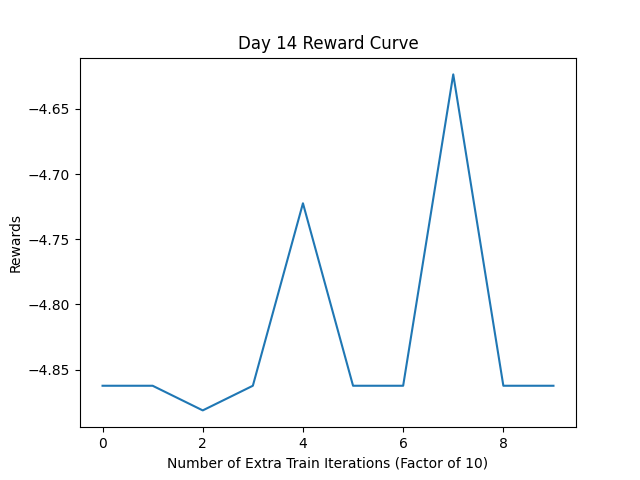 Day 14 Reward Curve
Rewards
−4.65
−4.70
−4.75
−4.80
−4.85
0 2 4 6 8
Number of Extra Train Iterations (Factor of 10)